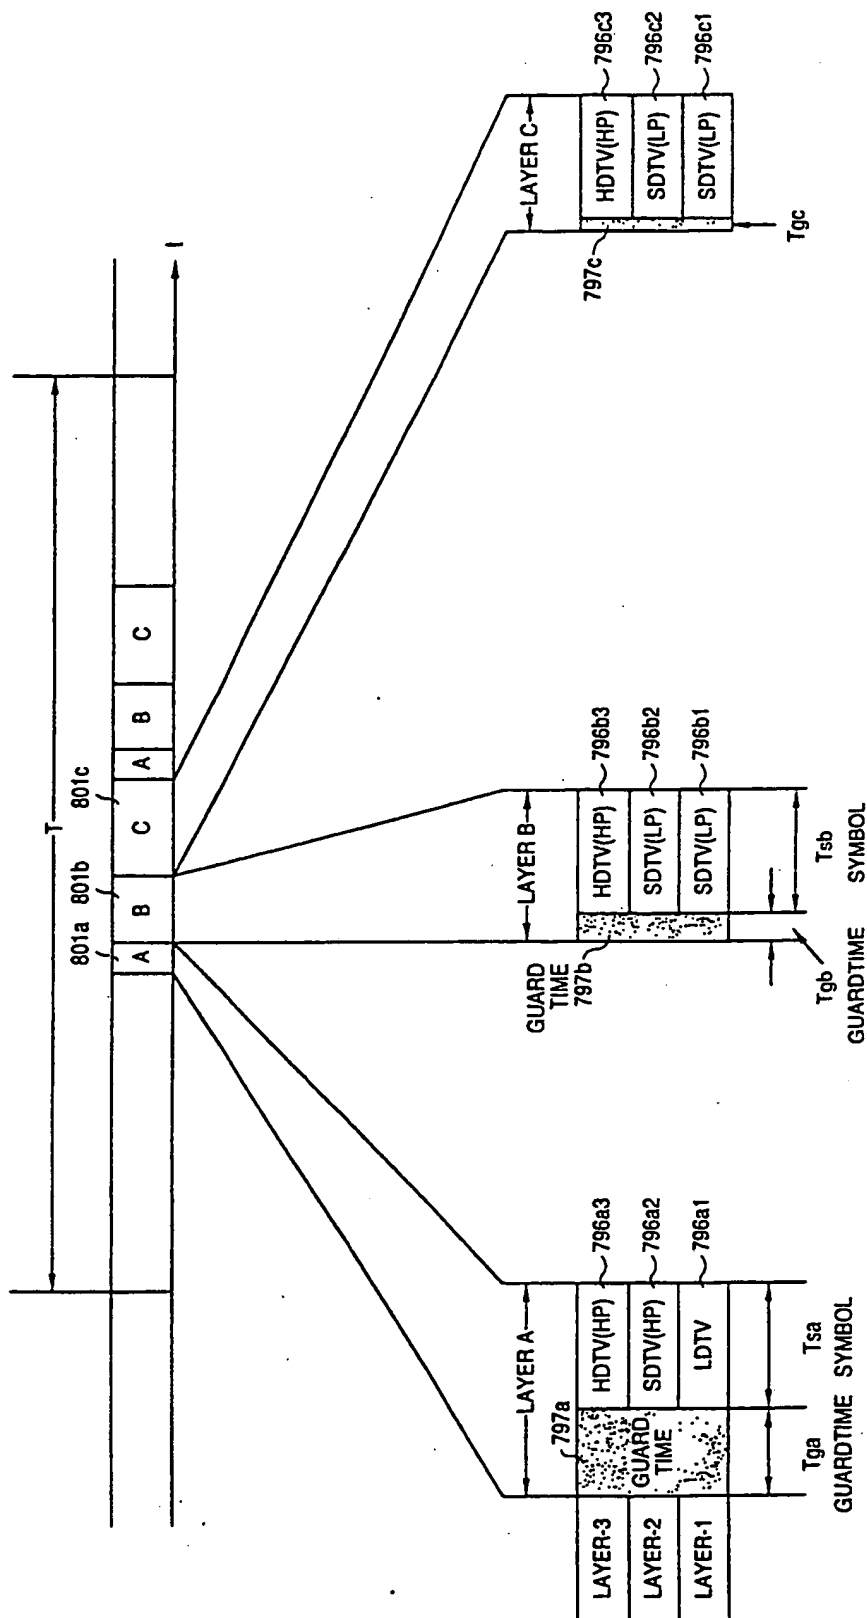 T
801a
801b
801c
A
B
C
A
B
C
t
LAYER A
LAYER B
LAYER C
797a
GUARD TIME
797b
797c
LAYER-3
GUARD
TIME
HDTV(HP)
796a3
HDTV(HP)
796b3
HDTV(HP)
796c3
LAYER-2
SDTV(HP)
796a2
SDTV(LP)
796b2
SDTV(LP)
796c2
LAYER-1
LDTV
796a1
SDTV(LP)
796b1
SDTV(LP)
796c1
Tga
Tsa
Tgb
Tsb
Tgc
GUARDTIME
SYMBOL
GUARDTIME
SYMBOL